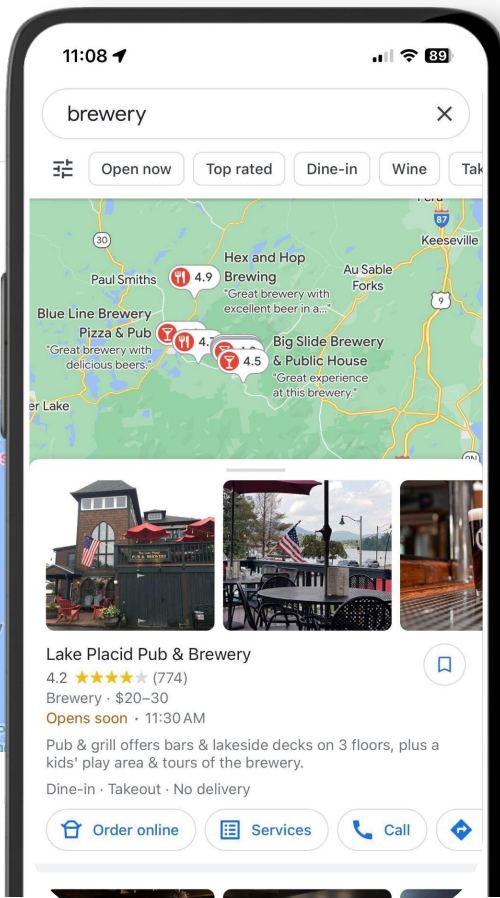 11:08
89
brewery
Open now
Top rated
Dine-in
Wine
Tak
87
30
Keeseville
Hex and Hop
Brewing
4.9
"Great brewery with
excellent beer in a..."
Paul Smiths
Au Sable
Forks
9
Blue Line Brewery
Pizza & Pub
"Great brewery with
delicious beers."
4.
Big Slide Brewery
& Public House
4.5
"Great experience
at this brewery."
er Lake
9N
Lake Placid Pub & Brewery
4.2 ★★★★★ (774)
Brewery · $20–30
Opens soon · 11:30 AM
Pub & grill offers bars & lakeside decks on 3 floors, plus a
kids' play area & tours of the brewery.
Dine-in · Takeout · No delivery
Order online
Services
Call